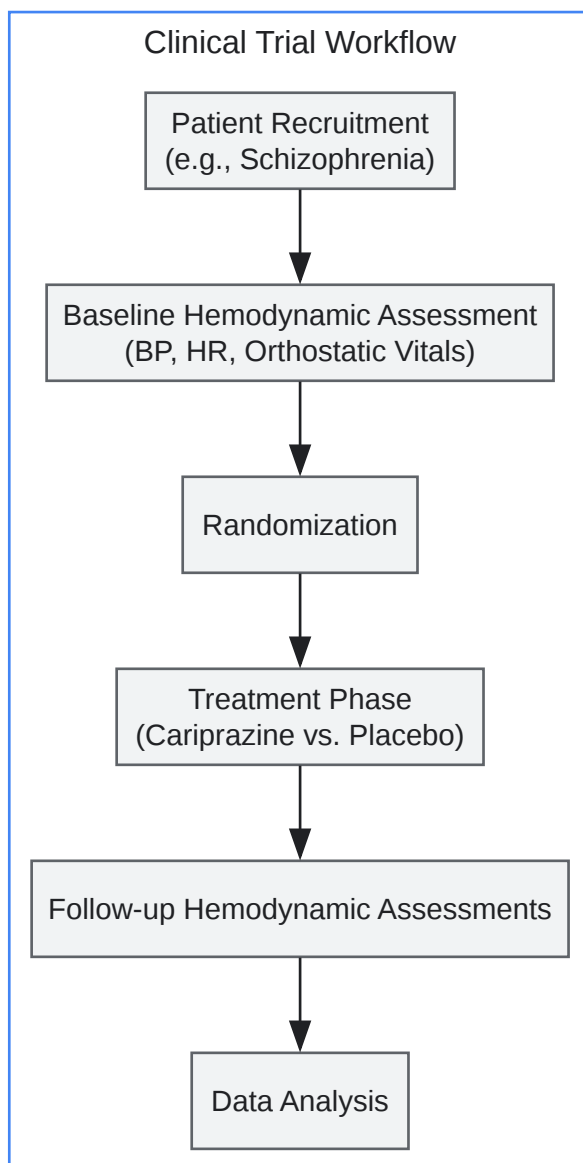 Clinical Trial Workflow
Patient Recruitment
(e.g., Schizophrenia)
Baseline Hemodynamic Assessment
(BP, HR, Orthostatic Vitals)
Randomization
Treatment Phase
(Cariprazine vs. Placebo)
Follow-up Hemodynamic Assessments
Data Analysis